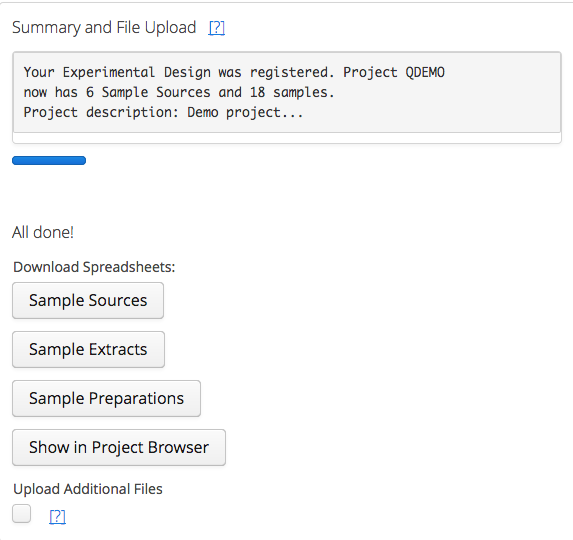 Summary and File Upload [?]
Your Experimental Design was registered. Project QDEMO
now has 6 Sample Sources and 18 samples.
Project description: Demo project...
All done!
Download Spreadsheets:
Sample Sources
Sample Extracts
Sample Preparations
Show in Project Browser
Upload Additional Files
[?]